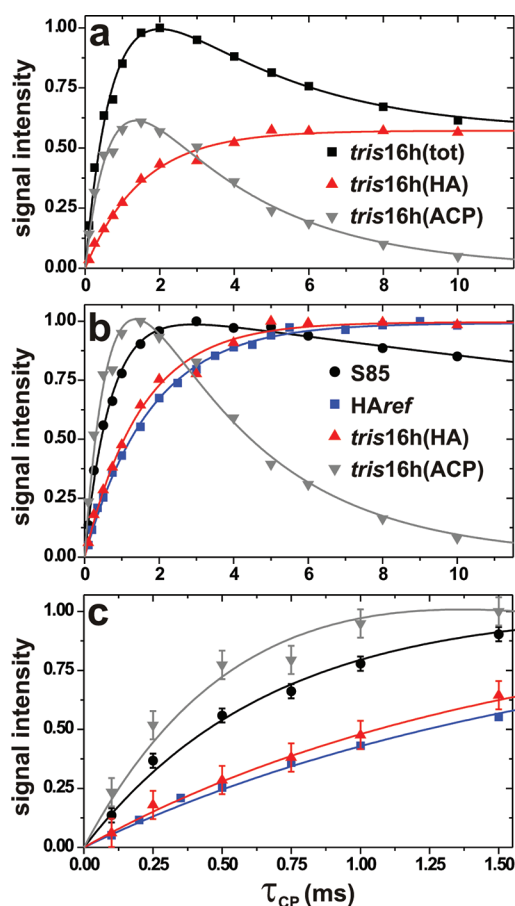 a
signal intensity
1.00
0.75
0.50
0.25
0.00
tris16h(tot)
tris16h(HA)
tris16h(ACP)
0 2 4 6 8 10
b
signal intensity
1.00
0.75
0.50
0.25
0.00
S85
HAref
tris16h(HA)
tris16h(ACP)
0 2 4 6 8 10
c
signal intensity
1.00
0.75
0.50
0.25
0.00
0.00 0.25 0.50 0.75 1.00 1.25 1.50
τCP (ms)